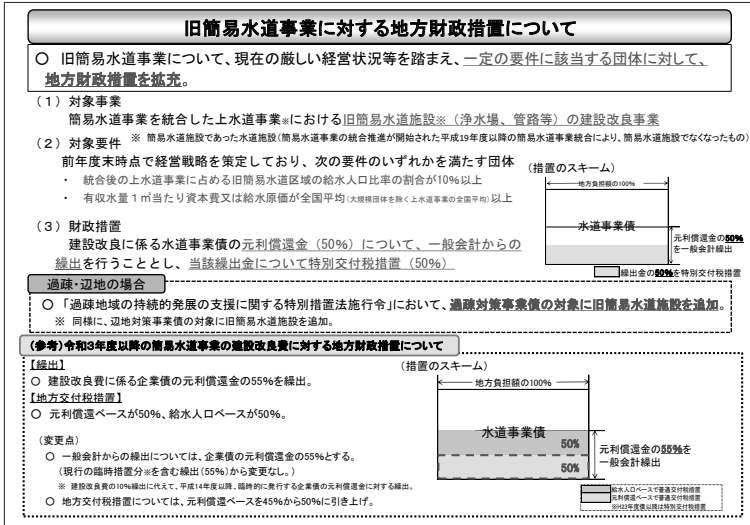 旧簡易水道事業に対する地方財政措置について
○ 旧簡易水道事業について、現在の厳しい経営状況等を踏まえ、一定の要件に該当する団体に対して、
地方財政措置を拡充。
（１）対象事業
簡易水道事業を統合した上水道事業※における旧簡易水道施設※（浄水場、管路等）の建設改良事業
※ 簡易水道施設であった水道施設（簡易水道事業の統合推進が開始された平成19年度以降の簡易水道事業統合により、簡易水道施設でなくなったもの）
（２）対象要件
前年度末時点で経営戦略を策定しており、次の要件のいずれかを満たす団体
・ 統合後の上水道事業に占める旧簡易水道区域の給水人口比率の割合が10％以上
・ 有収水量１㎥当たり資本費又は給水原価が全国平均（大規模団体を除く上水道事業の全国平均）以上
（措置のスキーム）
地方負担額の100%
水道事業債
元利償還金の50%
を一般会計繰出
繰出金の50%を特別交付税措置
（３）財政措置
建設改良に係る水道事業債の元利償還金（50%）について、一般会計からの
繰出を行うこととし、当該繰出金について特別交付税措置（50%）
過疎・辺地の場合
○ 「過疎地域の持続的発展の支援に関する特別措置法施行令」において、過疎対策事業債の対象に旧簡易水道施設を追加。
※ 同様に、辺地対策事業債の対象に旧簡易水道施設を追加。
（参考）令和３年度以降の簡易水道事業の建設改良費に対する地方財政措置について
【繰出】
○ 建設改良費に係る企業債の元利償還金の55%を繰出。
【地方交付税措置】
○ 元利償還ベースが50%、給水人口ベースが50%。
（変更点）
○ 一般会計からの繰出については、企業債の元利償還金の55%とする。
（現行の臨時措置分※を含む繰出（55%）から変更なし。）
※ 建設改良費の10%繰出に代えて、平成14年度以降、臨時的に発行する企業債の元利償還金に対する繰出。
○ 地方交付税措置については、元利償還ベースを45%から50%に引き上げ。
（措置のスキーム）
地方負担額の100%
水道事業債
50%
50%
元利償還金の55%を
一般会計繰出
給水人口ベースで普通交付税措置
元利償還ベースで普通交付税措置
※H23年度債以降は特別交付税措置